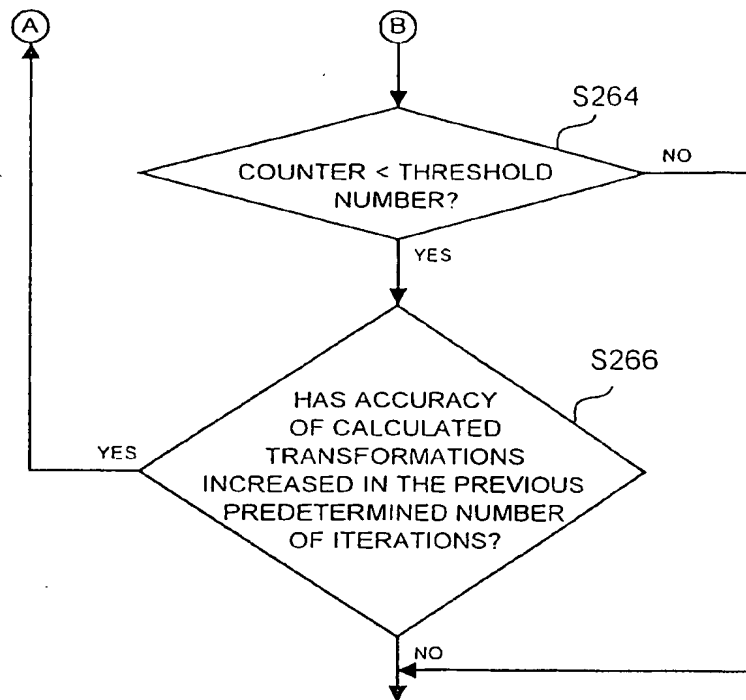 A
B
S264
COUNTER < THRESHOLD
NUMBER?
NO
YES
S266
HAS ACCURACY
OF CALCULATED
TRANSFORMATIONS
INCREASED IN THE PREVIOUS
PREDETERMINED NUMBER
OF ITERATIONS?
YES
NO